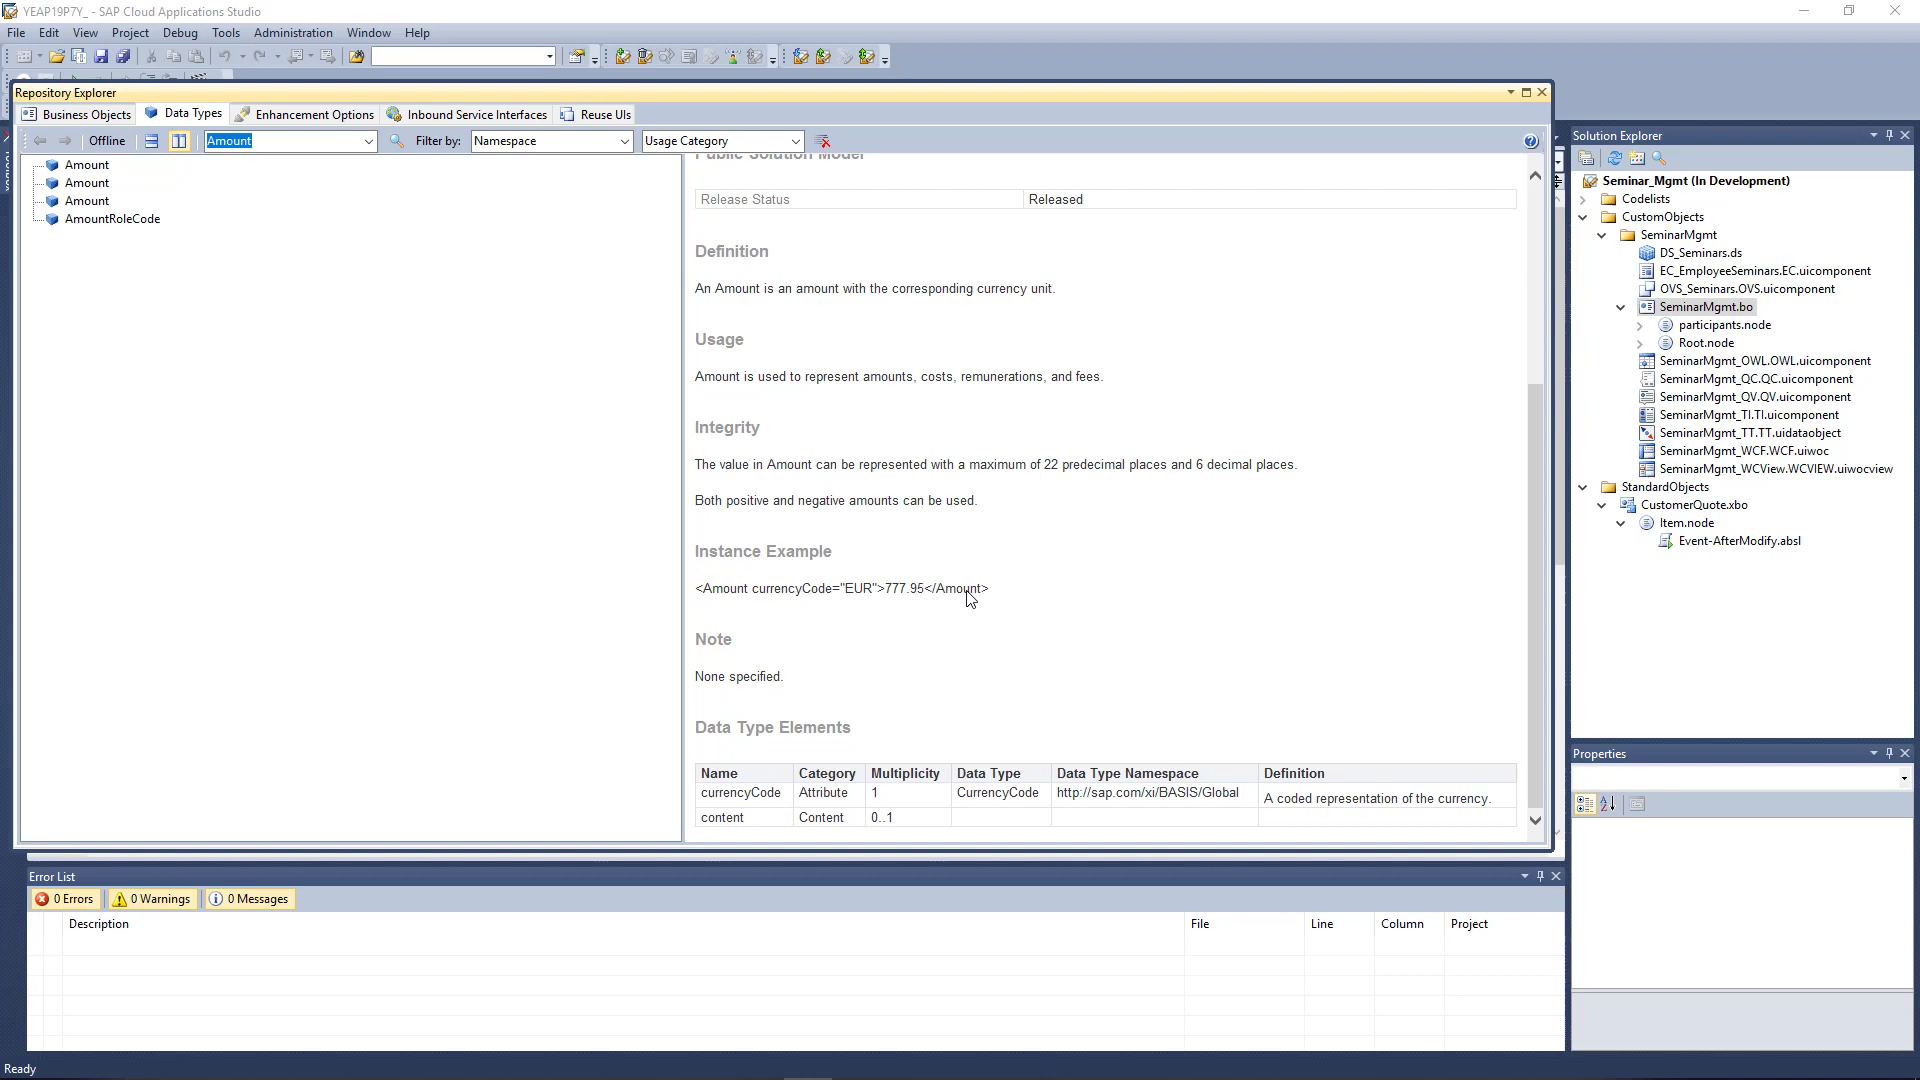 YEAP19P7Y_ - SAP Cloud Applications Studio
File Edit View Project Debug Tools Administration Window Help
Repository Explorer
Business Objects Data Types Enhancement Options Inbound Service Interfaces Reuse UIs
Offline Amount Filter by: Namespace Usage Category
Amount
Amount
Amount
AmountRoleCode
Public Solution Model
Release Status Released
Definition
An Amount is an amount with the corresponding currency unit.
Usage
Amount is used to represent amounts, costs, remunerations, and fees.
Integrity
The value in Amount can be represented with a maximum of 22 predecimal places and 6 decimal places.
Both positive and negative amounts can be used.
Instance Example
<Amount currencyCode="EUR">777.95</Amount>
Note
None specified.
Data Type Elements
Name Category Multiplicity Data Type Data Type Namespace Definition
currencyCode Attribute 1 CurrencyCode http://sap.com/xi/BASIS/Global A coded representation of the currency.
content Content 0..1
Solution Explorer
Seminar_Mgmt (In Development)
Codelists
CustomObjects
SeminarMgmt
DS_Seminars.ds
EC_EmployeeSeminars.EC.uicomponent
OVS_Seminars.OVS.uicomponent
SeminarMgmt.bo
participants.node
Root.node
SeminarMgmt_OWL.OWL.uicomponent
SeminarMgmt_QC.QC.uicomponent
SeminarMgmt_QV.QV.uicomponent
SeminarMgmt_TI.TI.uicomponent
SeminarMgmt_TT.TT.uidataobject
SeminarMgmt_WCF.WCF.uiwoc
SeminarMgmt_WCView.WCVIEW.uiwocview
StandardObjects
CustomerQuote.xbo
Item.node
Event-AfterModify.absl
Properties
Error List
0 Errors 0 Warnings 0 Messages
Description File Line Column Project
Ready